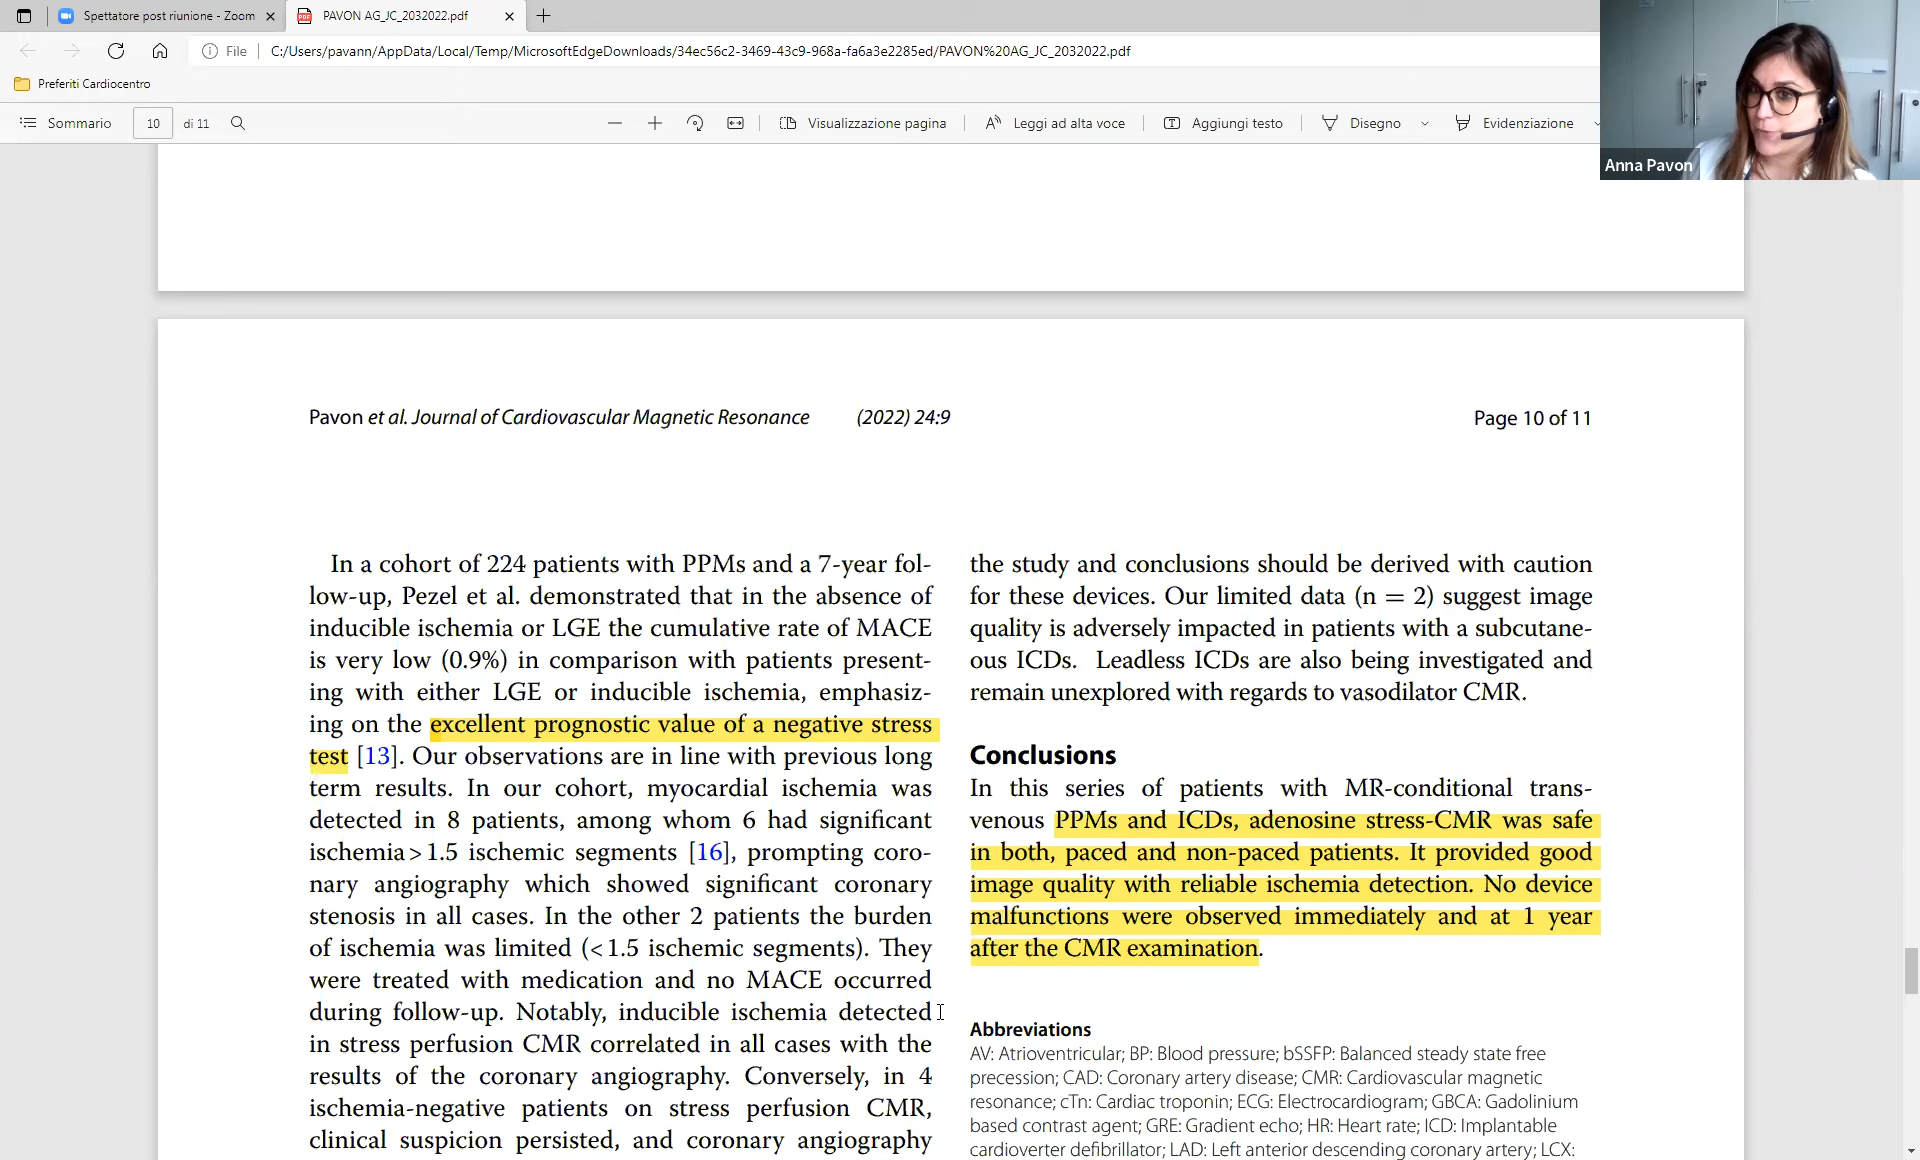 Spettatore post riunione - Zoom
PAVON AG_JC_2032022.pdf
File
C:/Users/pavann/AppData/Local/Temp/MicrosoftEdgeDownloads/34ec56c2-3469-43c9-968a-fa6a3e2285ed/PAVON%20AG_JC_2032022.pdf
Preferiti Cardiocentro
Sommario
10
di 11
Visualizzazione pagina
Leggi ad alta voce
Aggiungi testo
Disegno
Evidenziazione
Anna Pavon
Pavon et al. Journal of Cardiovascular Magnetic Resonance (2022) 24:9
Page 10 of 11
In a cohort of 224 patients with PPMs and a 7-year fol-
low-up, Pezel et al. demonstrated that in the absence of
inducible ischemia or LGE the cumulative rate of MACE
is very low (0.9%) in comparison with patients present-
ing with either LGE or inducible ischemia, emphasiz-
ing on the excellent prognostic value of a negative stress
test [13]. Our observations are in line with previous long
term results. In our cohort, myocardial ischemia was
detected in 8 patients, among whom 6 had significant
ischemia > 1.5 ischemic segments [16], prompting coro-
nary angiography which showed significant coronary
stenosis in all cases. In the other 2 patients the burden
of ischemia was limited (< 1.5 ischemic segments). They
were treated with medication and no MACE occurred
during follow-up. Notably, inducible ischemia detected
in stress perfusion CMR correlated in all cases with the
results of the coronary angiography. Conversely, in 4
ischemia-negative patients on stress perfusion CMR,
clinical suspicion persisted, and coronary angiography
the study and conclusions should be derived with caution
for these devices. Our limited data (n = 2) suggest image
quality is adversely impacted in patients with a subcutane-
ous ICDs. Leadless ICDs are also being investigated and
remain unexplored with regards to vasodilator CMR.
Conclusions
In this series of patients with MR-conditional trans-
venous PPMs and ICDs, adenosine stress-CMR was safe
in both, paced and non-paced patients. It provided good
image quality with reliable ischemia detection. No device
malfunctions were observed immediately and at 1 year
after the CMR examination.
Abbreviations
AV: Atrioventricular; BP: Blood pressure; bSSFP: Balanced steady state free
precession; CAD: Coronary artery disease; CMR: Cardiovascular magnetic
resonance; cTn: Cardiac troponin; ECG: Electrocardiogram; GBCA: Gadolinium
based contrast agent; GRE: Gradient echo; HR: Heart rate; ICD: Implantable
cardioverter defibrillator; LAD: Left anterior descending coronary artery; LCX: